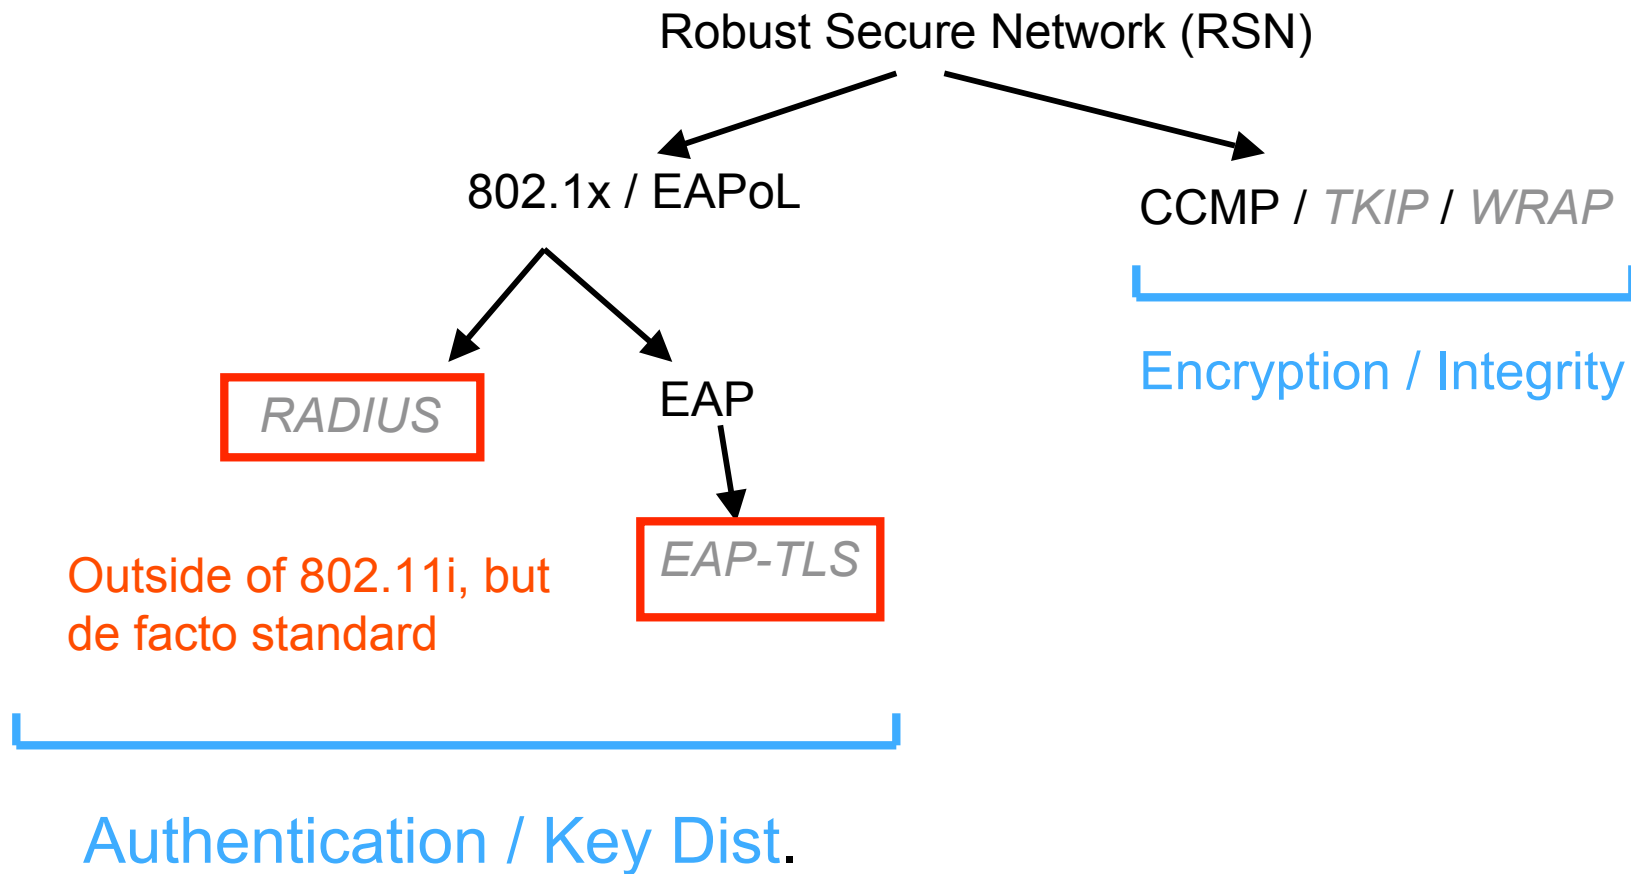 Robust Secure Network (RSN)
802.1x / EAPoL
CCMP / TKIP / WRAP
Encryption / Integrity
RADIUS
EAP
EAP-TLS
Outside of 802.11i, but
de facto standard
Authentication / Key Dist.